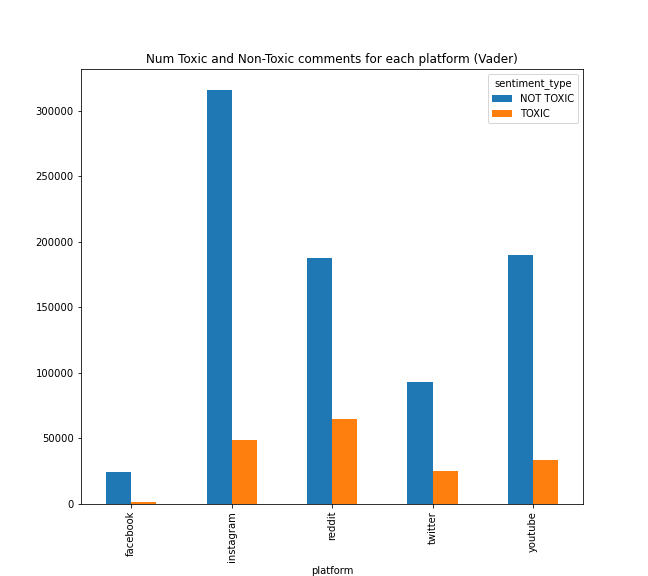 Num Toxic and Non-Toxic comments for each platform (Vader)
sentiment_type
NOT TOXIC
TOXIC
300000
250000
200000
150000
100000
50000
0
facebook
instagram
reddit
twitter
youtube
platform